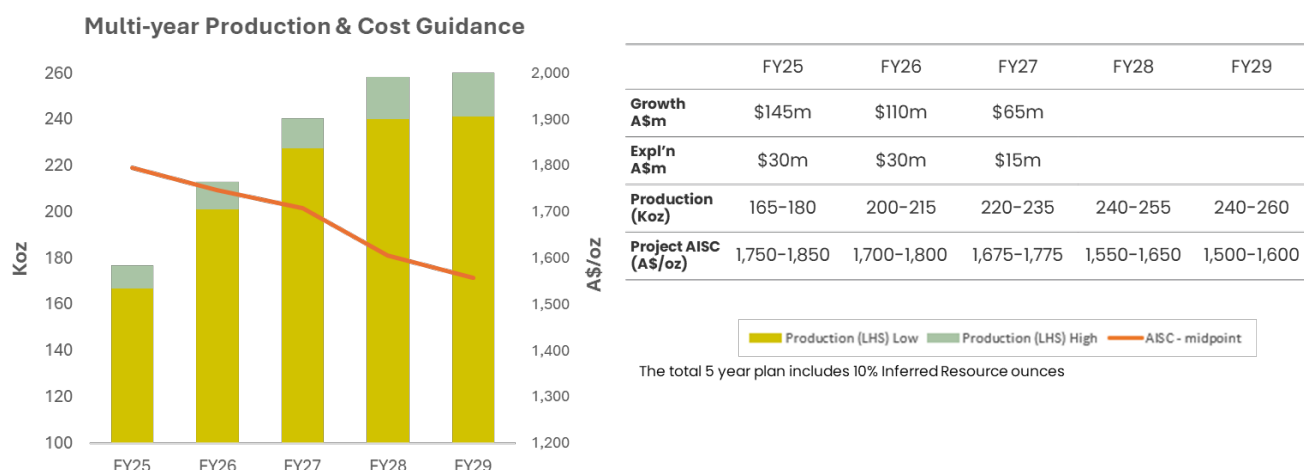 Multi-year Production & Cost Guidance
Koz
260
240
220
200
180
160
140
120
100
2,000
1,900
1,800
1,700
1,600
1,500
1,400
1,300
1,200
A$/oz
FY25 FY26 FY27 FY28 FY29
FY25 FY26 FY27 FY28 FY29
Growth
A$m $145m $110m $65m
Expl’n
A$m $30m $30m $15m
Production
(Koz) 165-180 200-215 220-235 240-255 240-260
Project AISC
(A$/oz) 1,750-1,850 1,700-1,800 1,675-1,775 1,550-1,650 1,500-1,600
Production (LHS) Low Production (LHS) High AISC - midpoint
The total 5 year plan includes 10% Inferred Resource ounces